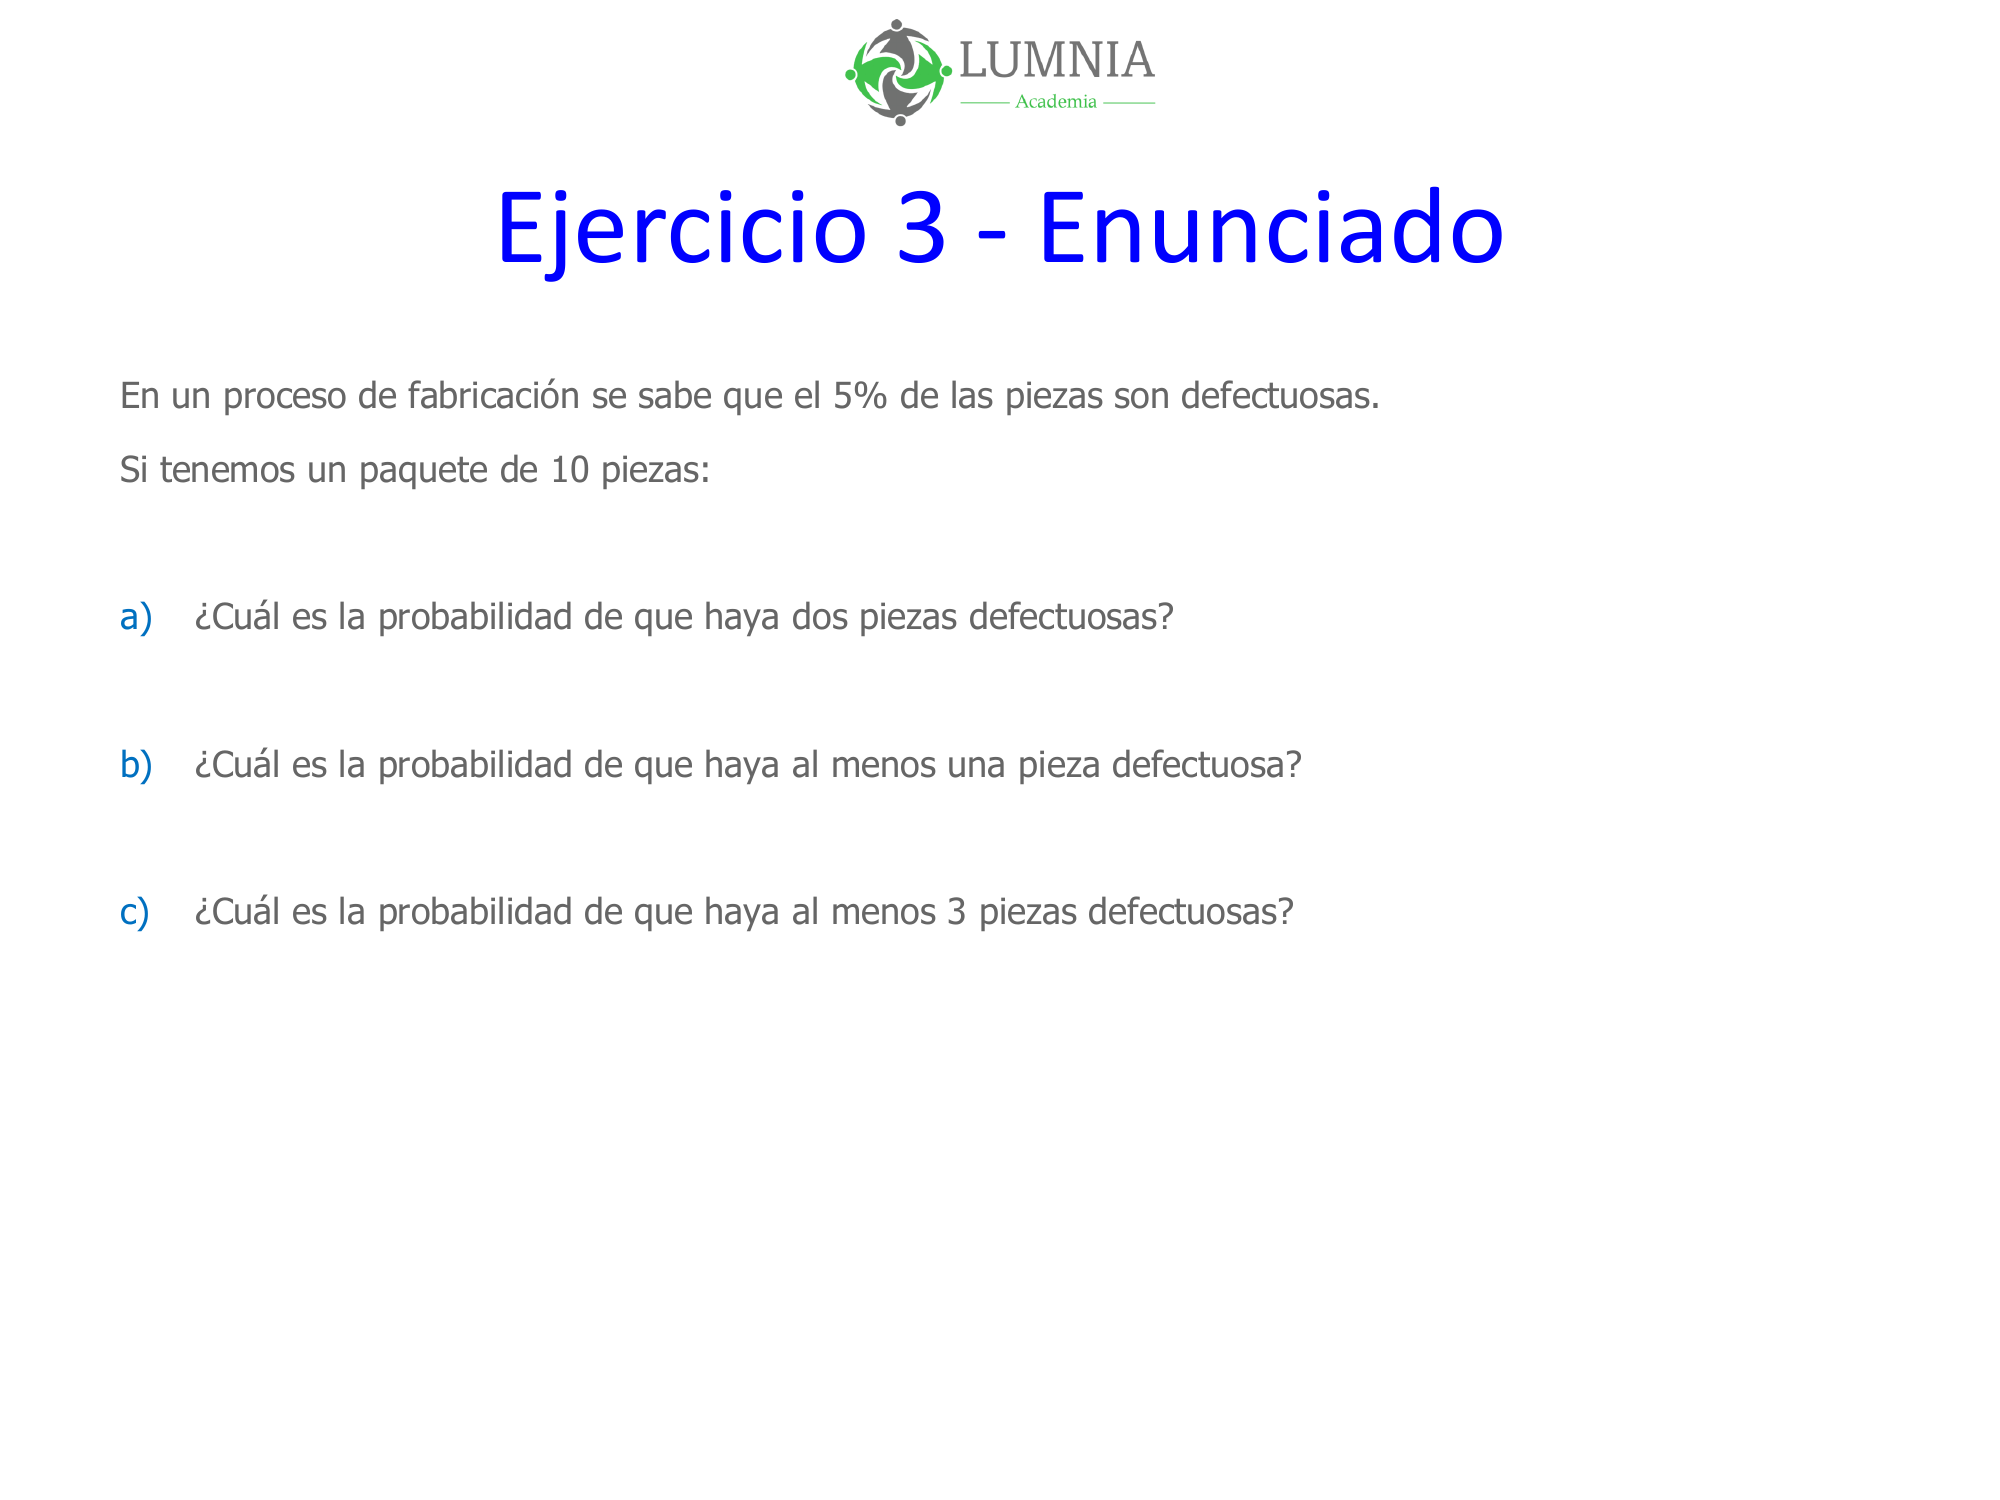 LUMNIA
Academia
Ejercicio 3 - Enunciado
En un proceso de fabricación se sabe que el 5% de las piezas son defectuosas.
Si tenemos un paquete de 10 piezas:
a) ¿Cuál es la probabilidad de que haya dos piezas defectuosas?
b) ¿Cuál es la probabilidad de que haya al menos una pieza defectuosa?
c) ¿Cuál es la probabilidad de que haya al menos 3 piezas defectuosas?